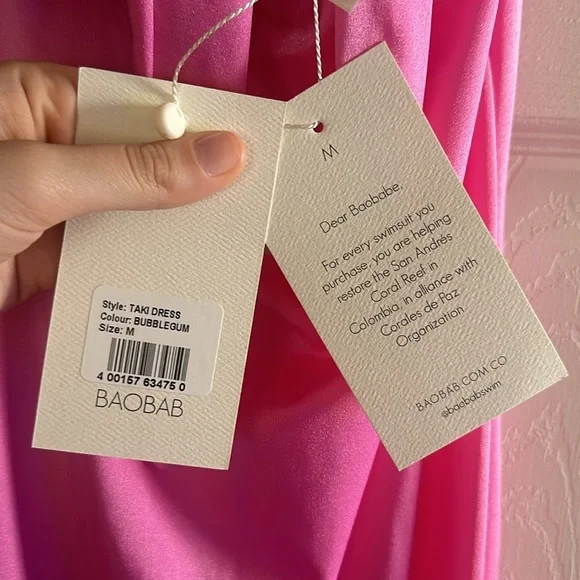 Style: TAKI DRESS
Colour: BUBBLEGUM
Size: M
4 00157 63475 0
BAOBAB
M
Dear Baobabe,
For every swimsuit you
purchase, you are helping
restore the San Andrés
Coral Reef in
Colombia, in alliance with
Corales de Paz
Organization
BAOBAB.COM.CO
@baobabswim